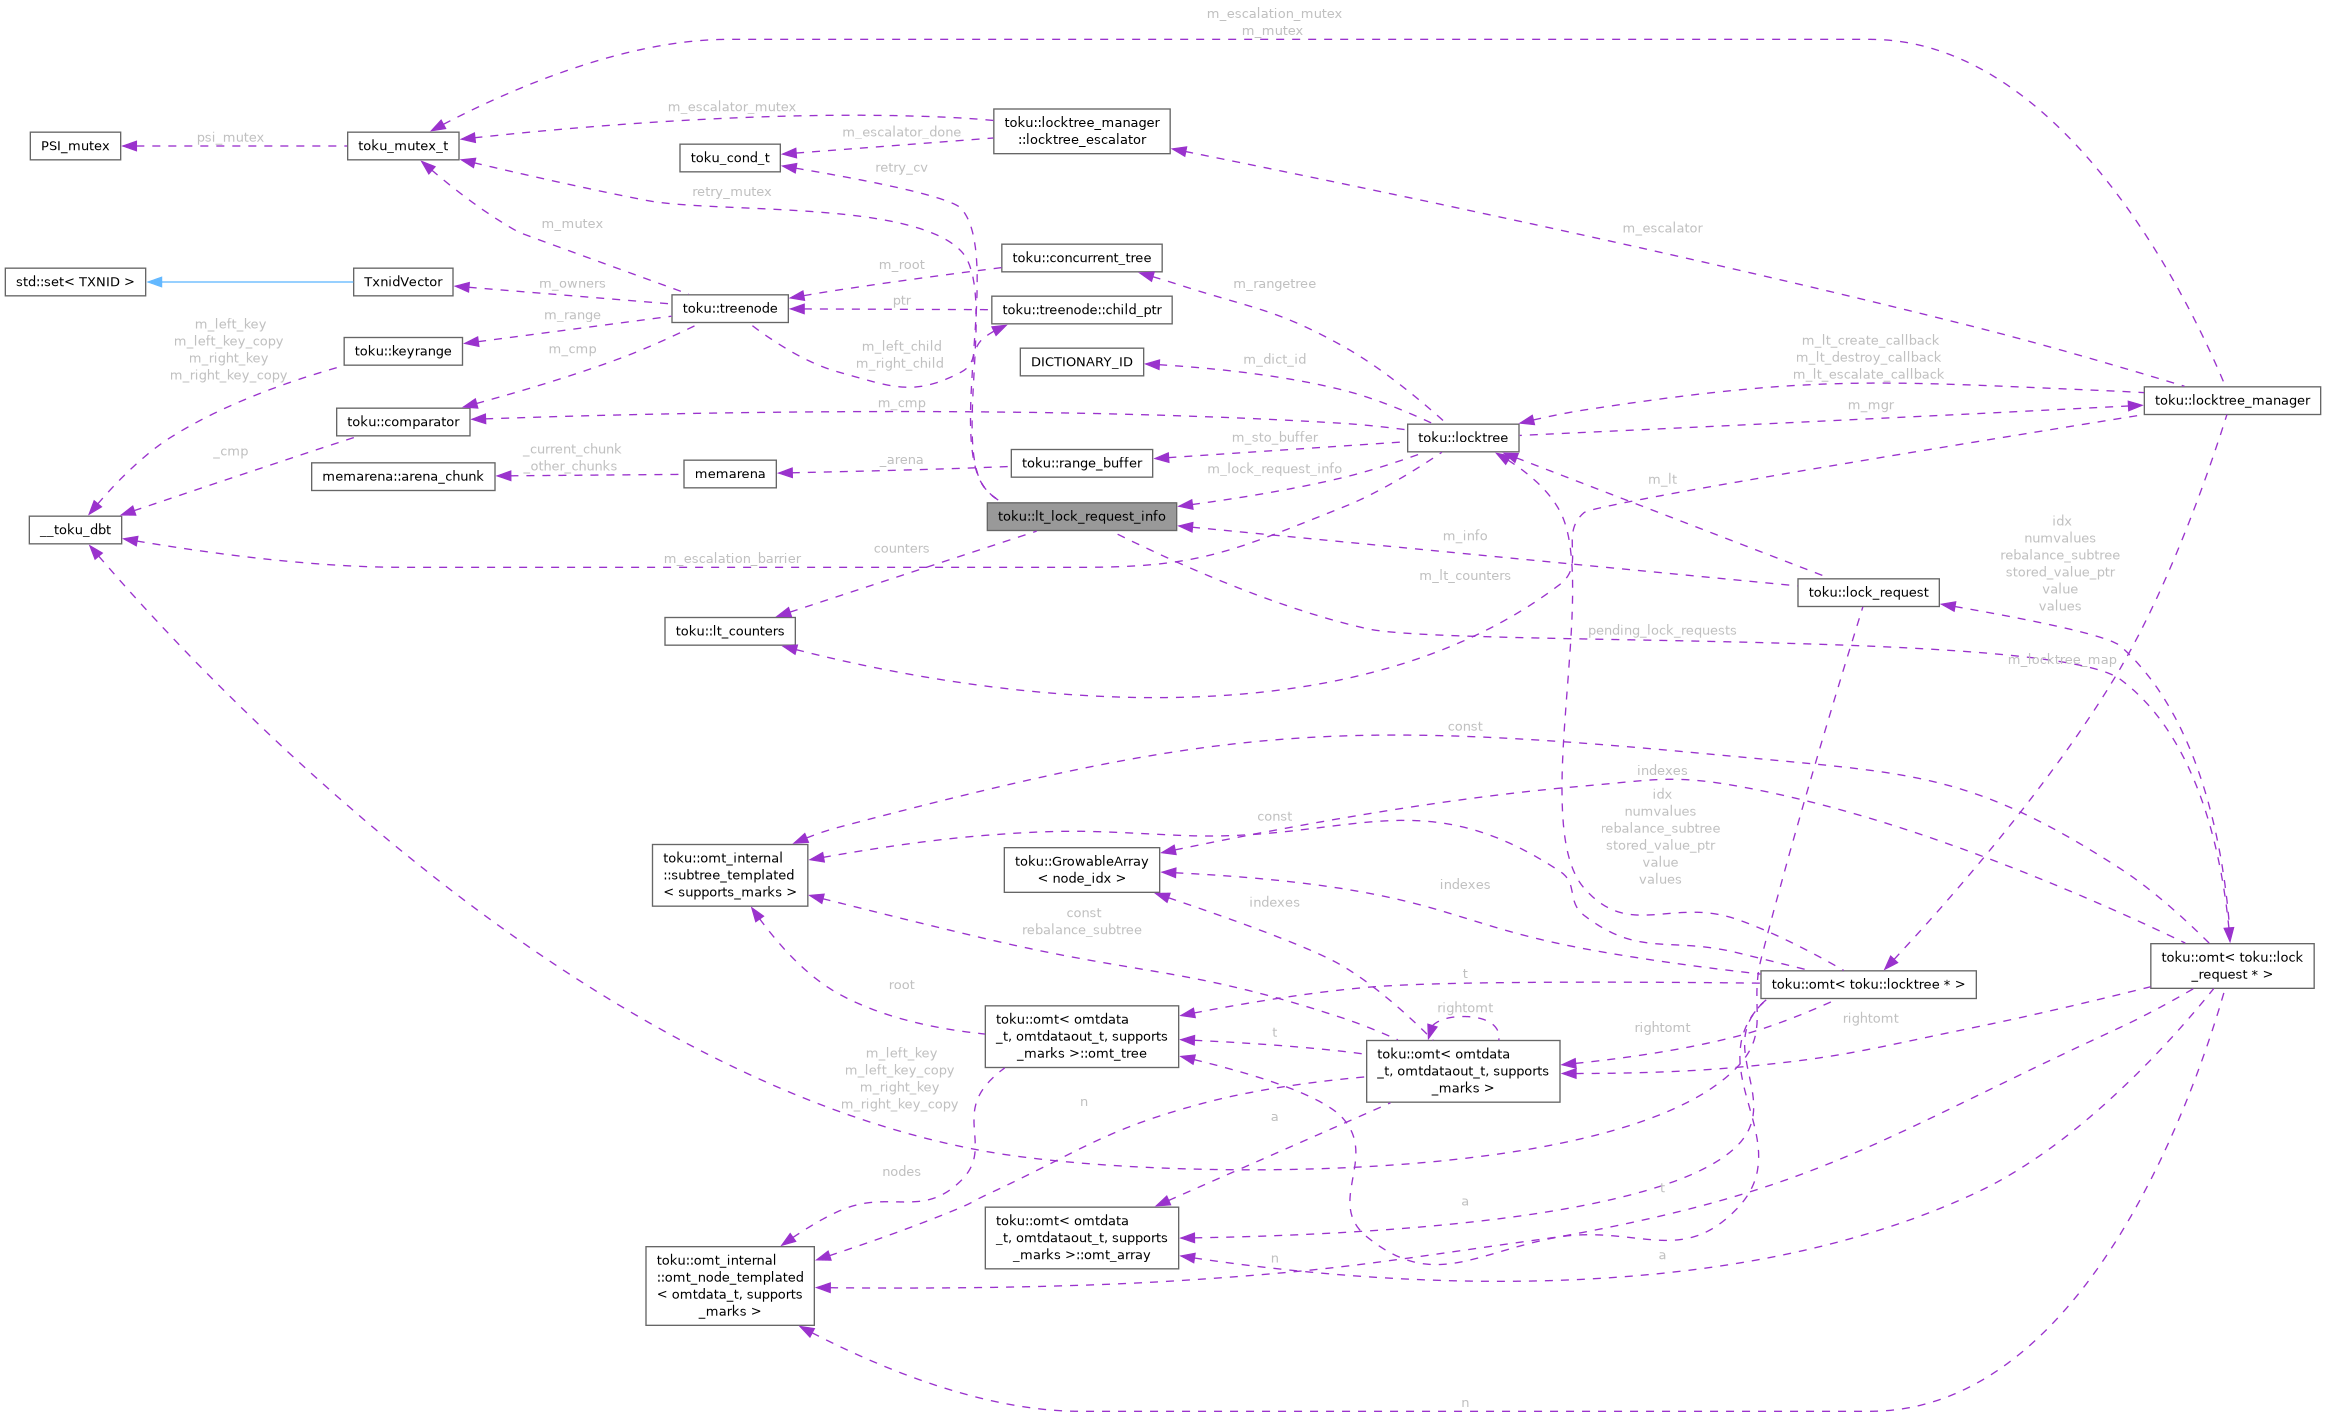 m_escalation_mutex
m_mutex
m_escalator_mutex
toku::locktree_manager
::locktree_escalator
psi_mutex
PSI_mutex
toku_mutex_t
m_escalator_done
toku_cond_t
retry_cv
retry_mutex
m_mutex
m_escalator
toku::concurrent_tree
m_root
std::set< TXNID >
TxnidVector
m_owners
m_rangetree
toku::treenode
ptr
toku::treenode::child_ptr
m_range
m_left_key
m_left_key_copy
m_right_key
m_right_key_copy
toku::keyrange
m_cmp
m_left_child
m_right_child
DICTIONARY_ID
m_dict_id
m_lt_create_callback
m_lt_destroy_callback
m_lt_escalate_callback
toku::locktree_manager
m_cmp
m_mgr
toku::comparator
toku::locktree
m_sto_buffer
_cmp
_current_chunk
_other_chunks
memarena::arena_chunk
memarena
_arena
toku::range_buffer
m_lock_request_info
m_lt
toku::lt_lock_request_info
__toku_dbt
idx
numvalues
rebalance_subtree
stored_value_ptr
value
values
m_info
counters
m_escalation_barrier
m_lt_counters
toku::lock_request
toku::lt_counters
pending_lock_requests
m_locktree_map
const
indexes
idx
numvalues
rebalance_subtree
stored_value_ptr
value
values
const
toku::omt_internal
::subtree_templated
< supports_marks >
toku::GrowableArray
< node_idx >
indexes
indexes
const
rebalance_subtree
toku::omt< toku::lock
_request * >
t
toku::omt< toku::locktree * >
root
toku::omt< omtdata
_t, omtdataout_t, supports
_marks >::omt_tree
rightomt
t
rightomt
rightomt
toku::omt< omtdata
_t, omtdataout_t, supports
_marks >
m_left_key
m_left_key_copy
m_right_key
m_right_key_copy
n
a
nodes
t
a
toku::omt< omtdata
_t, omtdataout_t, supports
_marks >::omt_array
n
a
toku::omt_internal
::omt_node_templated
< omtdata_t, supports
_marks >
n